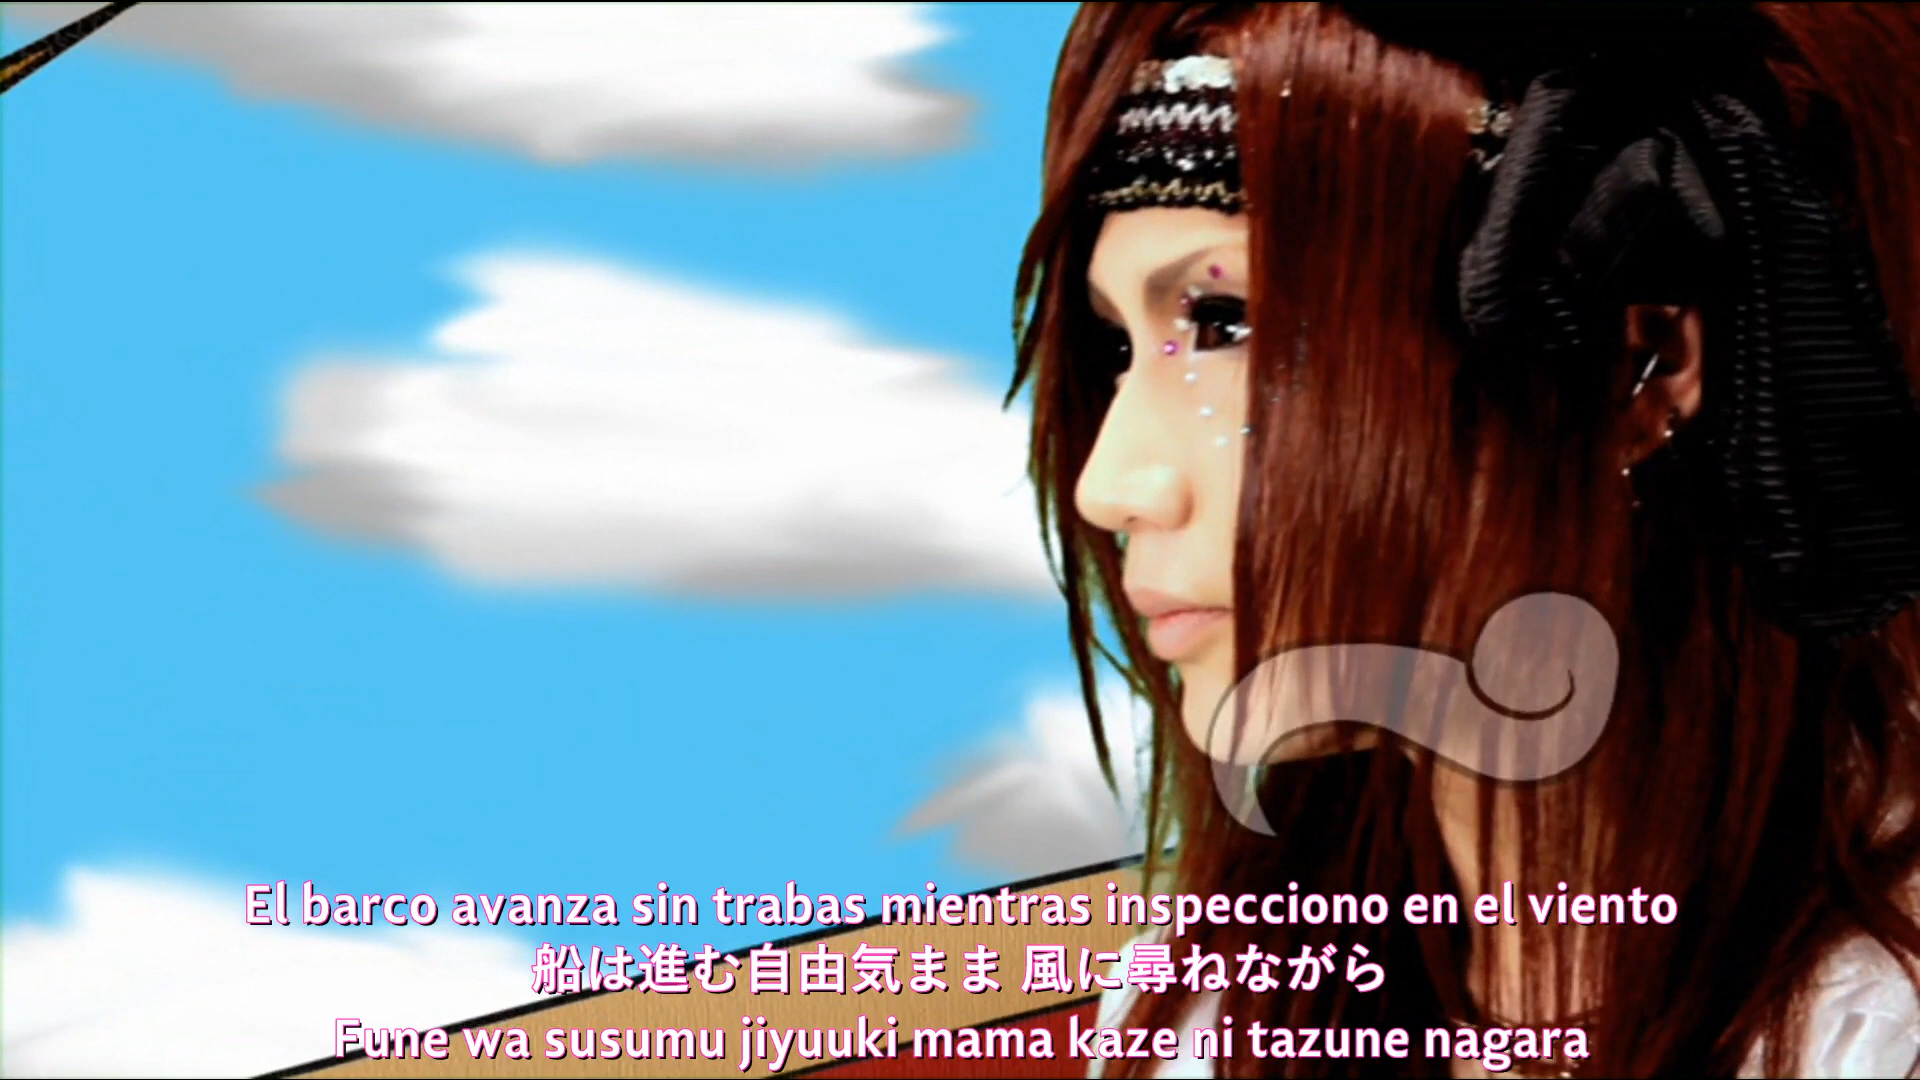 El barco avanza sin trabas mientras inspecciono en el viento
船は進む自由気まま 風に尋ねながら
Fune wa susumu jiyuuki mama kaze ni tazune nagara